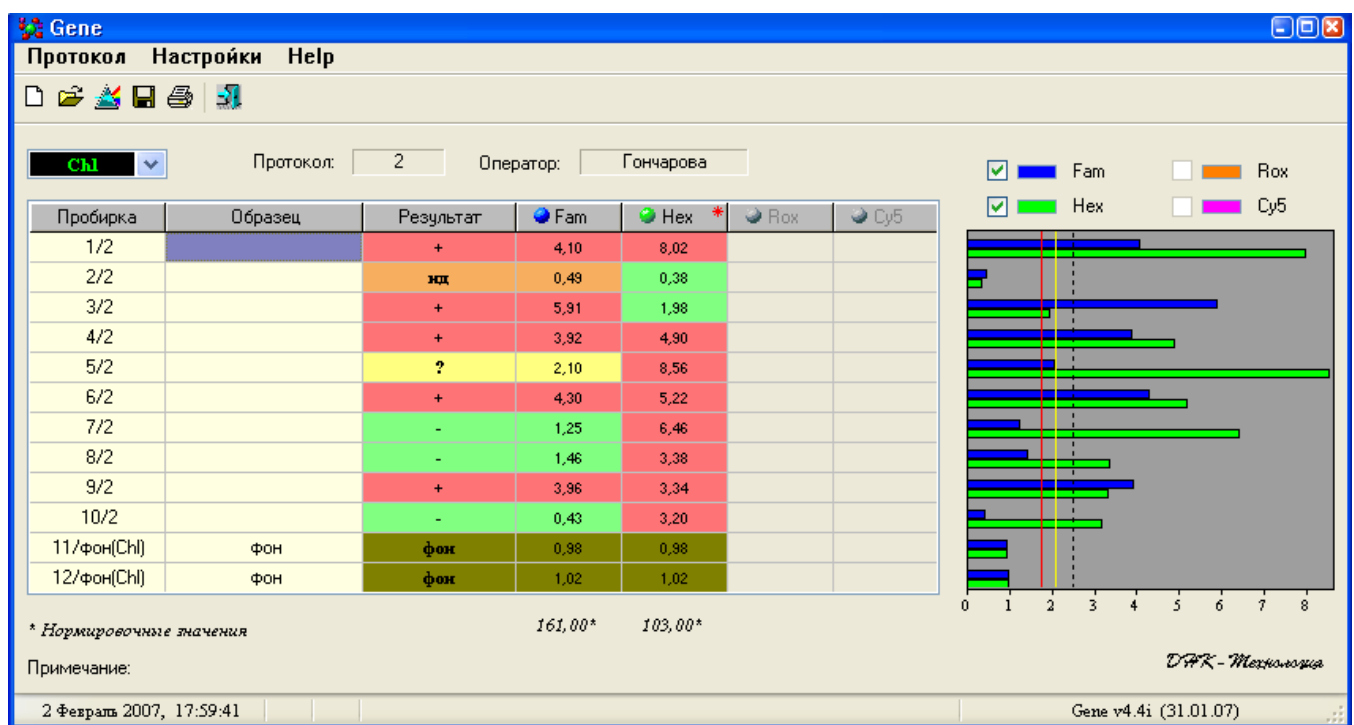 Gene
Протокол Настройки Help
Chl Протокол: 2 Оператор: Гончарова
Fam Rox
Hex Cy5
Пробирка Образец Результат Fam Hex * Rox Cy5
1/2 + 4,10 8,02
2/2 нд 0,49 0,38
3/2 + 5,91 1,98
4/2 + 3,92 4,90
5/2 ? 2,10 8,56
6/2 + 4,30 5,22
7/2 - 1,25 6,46
8/2 - 1,46 3,38
9/2 + 3,96 3,34
10/2 - 0,43 3,20
11/фон(Chl) фон фон 0,98 0,98
12/фон(Chl) фон фон 1,02 1,02
0 1 2 3 4 5 6 7 8
* Нормировочные значения 161,00* 103,00*
Примечание:
ДНК-Технология
2 Февраль 2007, 17:59:41 Gene v4.4i (31.01.07)